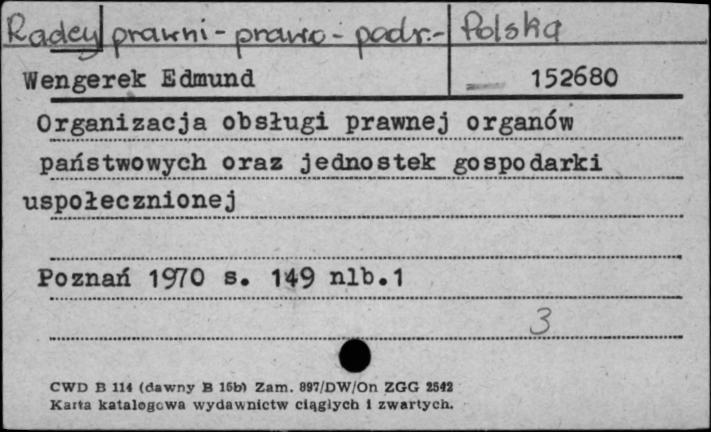 Radcy prawni - prawo - podr. - Polska
Wengerek Edmund 152680
Organizacja obsługi prawnej organów
państwowych oraz jednostek gospodarki
uspołecznionej
Poznań 1970 s. 149 nlb.1
3
CWD B 114 (dawny B 15b) Zam. 897/DW/On ZGG 2542
Karta katalogowa wydawnictw ciągłych i zwartych.